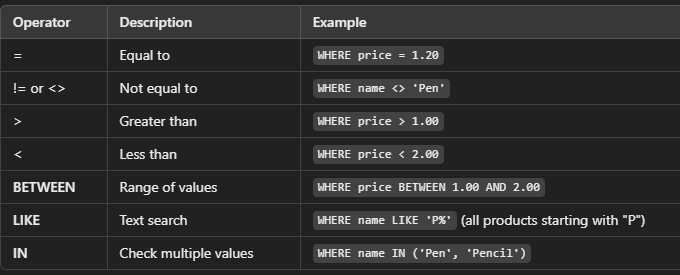 Operator Description Example
= Equal to WHERE price = 1.20
!= or <> Not equal to WHERE name <> 'Pen'
> Greater than WHERE price > 1.00
< Less than WHERE price < 2.00
BETWEEN Range of values WHERE price BETWEEN 1.00 AND 2.00
LIKE Text search WHERE name LIKE 'P%' (all products starting with "P")
IN Check multiple values WHERE name IN ('Pen', 'Pencil')